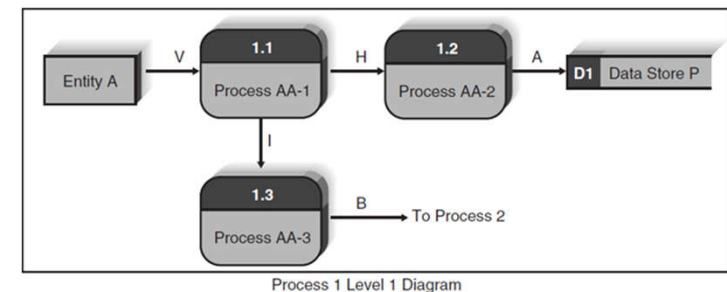 V
1.1
H
1.2
A
Entity A
Process AA-1
Process AA-2
D1 Data Store P
I
1.3
B
Process AA-3
To Process 2
Process 1 Level 1 Diagram